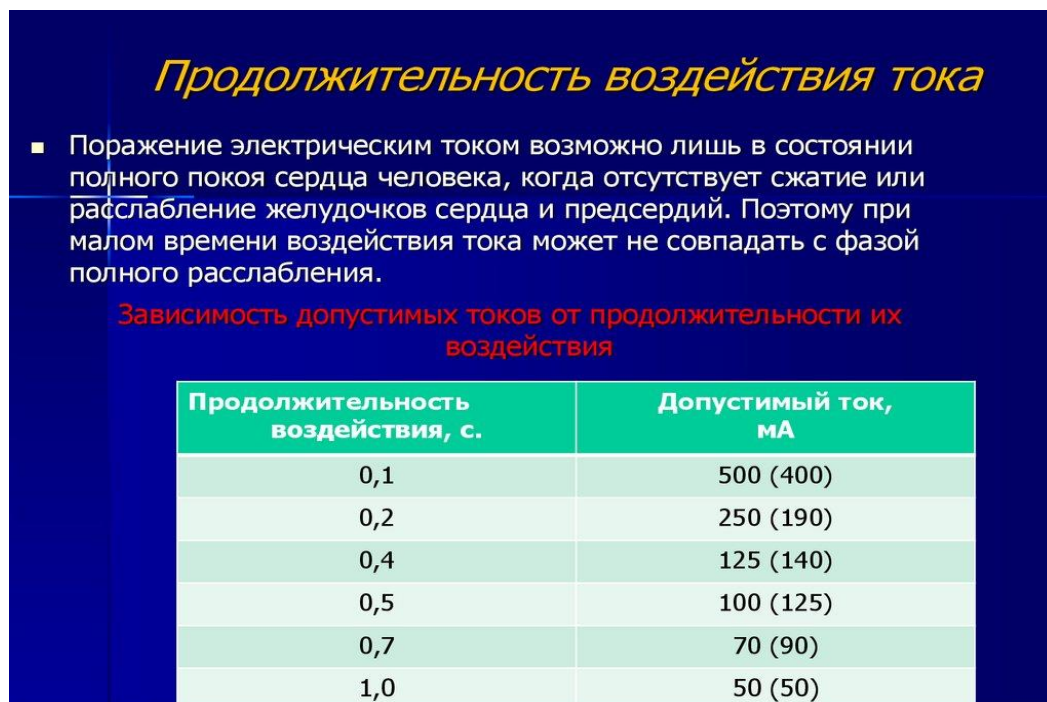 Продолжительность воздействия тока
Поражение электрическим током возможно лишь в состоянии
полного покоя сердца человека, когда отсутствует сжатие или
расслабление желудочков сердца и предсердий. Поэтому при
малом времени воздействия тока может не совпадать с фазой
полного расслабления.
Зависимость допустимых токов от продолжительности их
воздействия
Продолжительность
воздействия, с.
Допустимый ток,
мА
0,1 500 (400)
0,2 250 (190)
0,4 125 (140)
0,5 100 (125)
0,7 70 (90)
1,0 50 (50)